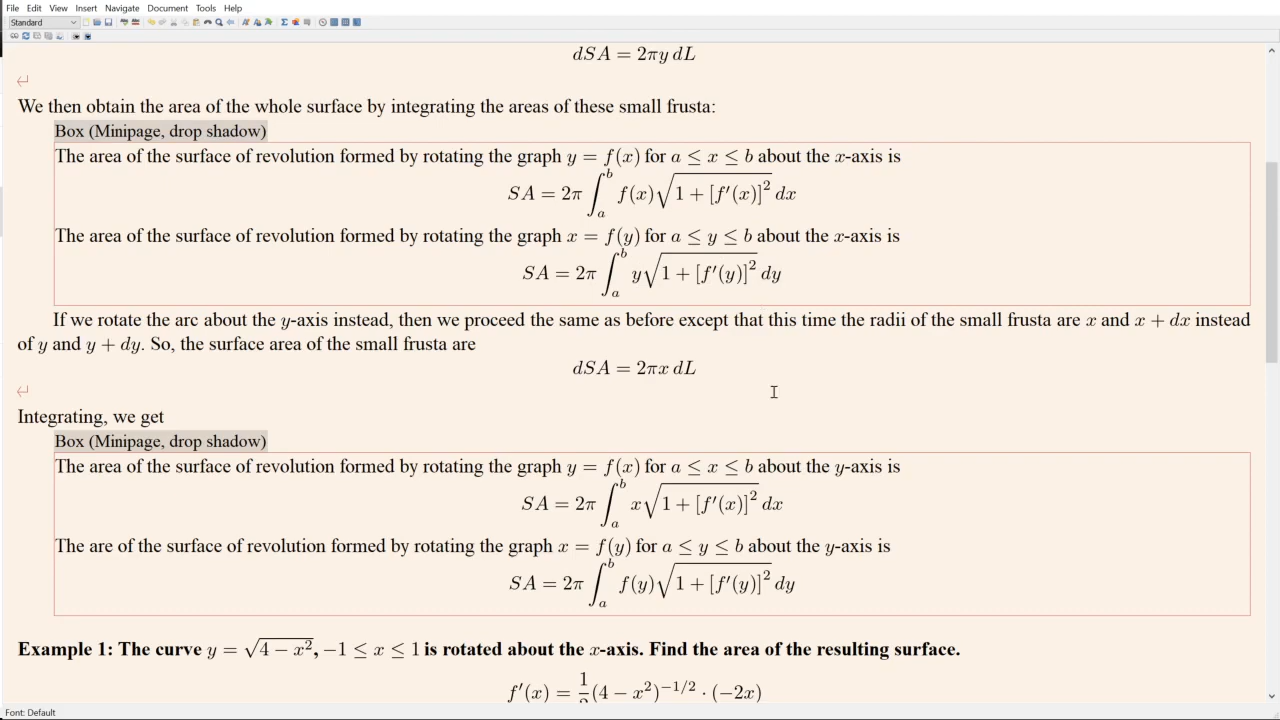 File Edit View Insert Navigate Document Tools Help
Standard
dSA = 2πy dL
We then obtain the area of the whole surface by integrating the areas of these small frusta:
Box (Minipage, drop shadow)
The area of the surface of revolution formed by rotating the graph y = f(x) for a ≤ x ≤ b about the x-axis is
SA = 2π ∫_a^b f(x)√(1 + [f′(x)]²) dx
The area of the surface of revolution formed by rotating the graph x = f(y) for a ≤ y ≤ b about the x-axis is
SA = 2π ∫_a^b y√(1 + [f′(y)]²) dy
If we rotate the arc about the y-axis instead, then we proceed the same as before except that this time the radii of the small frusta are x and x + dx instead
of y and y + dy. So, the surface area of the small frusta are
dSA = 2πx dL
Integrating, we get
Box (Minipage, drop shadow)
The area of the surface of revolution formed by rotating the graph y = f(x) for a ≤ x ≤ b about the y-axis is
SA = 2π ∫_a^b x√(1 + [f′(x)]²) dx
The are of the surface of revolution formed by rotating the graph x = f(y) for a ≤ y ≤ b about the y-axis is
SA = 2π ∫_a^b f(y)√(1 + [f′(y)]²) dy
Example 1: The curve y = √(4 − x²), −1 ≤ x ≤ 1 is rotated about the x-axis. Find the area of the resulting surface.
f′(x) = 1/2 (4 − x²)^(−1/2) · (−2x)
Font: Default